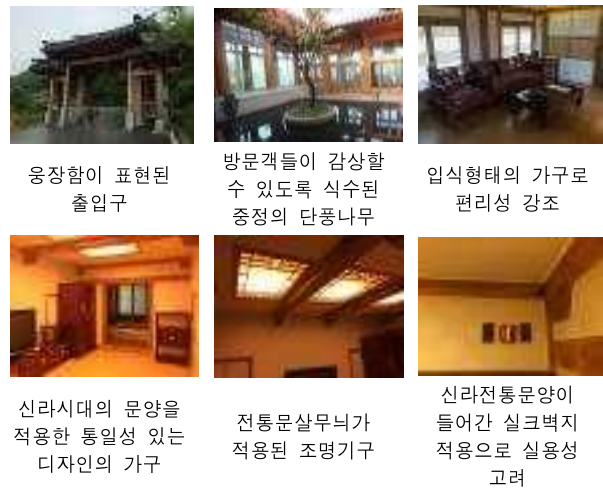 웅장함이 표현된
출입구
방문객들이 감상할
수 있도록 식수된
중정의 단풍나무
입식형태의 가구로
편리성 강조
신라시대의 문양을
적용한 통일성 있는
디자인의 가구
전통문살무늬가
적용된 조명기구
신라전통문양이
들어간 실크벽지
적용으로 실용성
고려